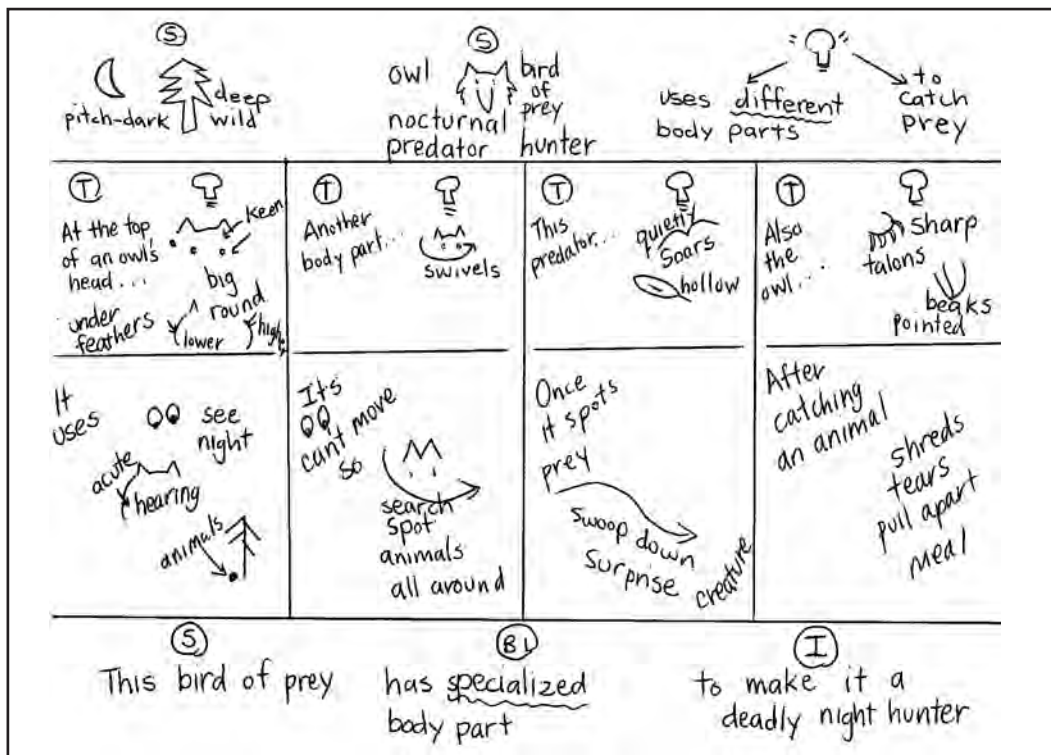 S
pitch-dark
deep
wild
S
owl
bird
of
prey
nocturnal
predator
hunter
uses different
body parts
to
catch
prey
T
At the top
of an owl's
head...
under
feathers
keen
big
round
lower
higher
T
Another
body part...
swivels
T
This
predator...
quietly
soars
hollow
T
Also
the
owl...
sharp
talons
beaks
pointed
It
uses
see
night
acute
hearing
animals
It's
can't move
so
search
spot
animals
all around
Once
it spots
prey
swoop down
surprise
creature
After
catching
an animal
shreds
tears
pull apart
meal
S
This bird of prey
BL
has specialized
body part
I
to make it a
deadly night hunter